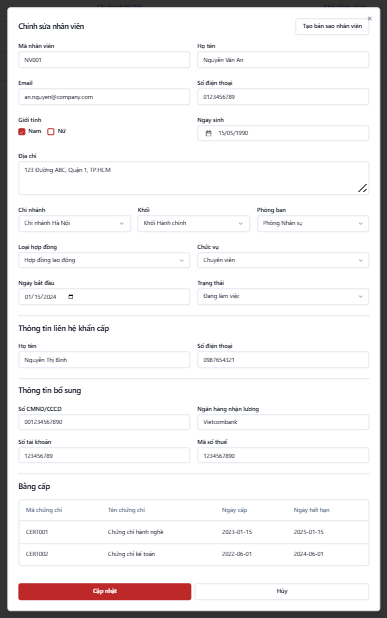 Chỉnh sửa nhân viên
Tạo bản sao nhân viên
×
Mã nhân viên
Họ tên
NV001
Nguyễn Văn An
Email
Số điện thoại
an.nguyen@company.com
0123456789
Giới tính
Ngày sinh
Nam
Nữ
15/05/1990
Địa chỉ
123 Đường ABC, Quận 1, TP.HCM
Chi nhánh
Khối
Phòng ban
Chi nhánh Hà Nội
Khối Hành chính
Phòng Nhân sự
Loại hợp đồng
Chức vụ
Hợp đồng lao động
Chuyên viên
Ngày bắt đầu
Trạng thái
01/15/2024
Đang làm việc
Thông tin liên hệ khẩn cấp
Họ tên
Số điện thoại
Nguyễn Thị Bình
0987654321
Thông tin bổ sung
Số CMND/CCCD
Ngân hàng nhận lương
001234567890
Vietcombank
Số tài khoản
Mã số thuế
123456789
1234567890
Bằng cấp
Mã chứng chỉ
Tên chứng chỉ
Ngày cấp
Ngày hết hạn
CERT001
Chứng chỉ hành nghề
2023-01-15
2025-01-15
CERT002
Chứng chỉ kế toán
2022-06-01
2024-06-01
Cập nhật
Hủy